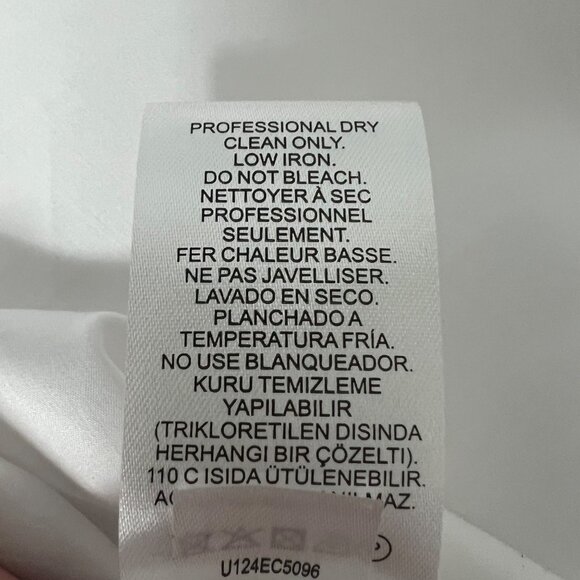 PROFESSIONAL DRY
CLEAN ONLY.
LOW IRON.
DO NOT BLEACH.
NETTOYER À SEC
PROFESSIONNEL
SEULEMENT.
FER CHALEUR BASSE.
NE PAS JAVELLISER.
LAVADO EN SECO.
PLANCHADO A
TEMPERATURA FRÍA.
NO USE BLANQUEADOR.
KURU TEMIZLEME
YAPILABILIR
(TRIKLORETILEN DISINDA
HERHANGI BIR ÇÖZELTI).
110 C ISIDA ÜTÜLENEBILIR.
P
U124EC5096